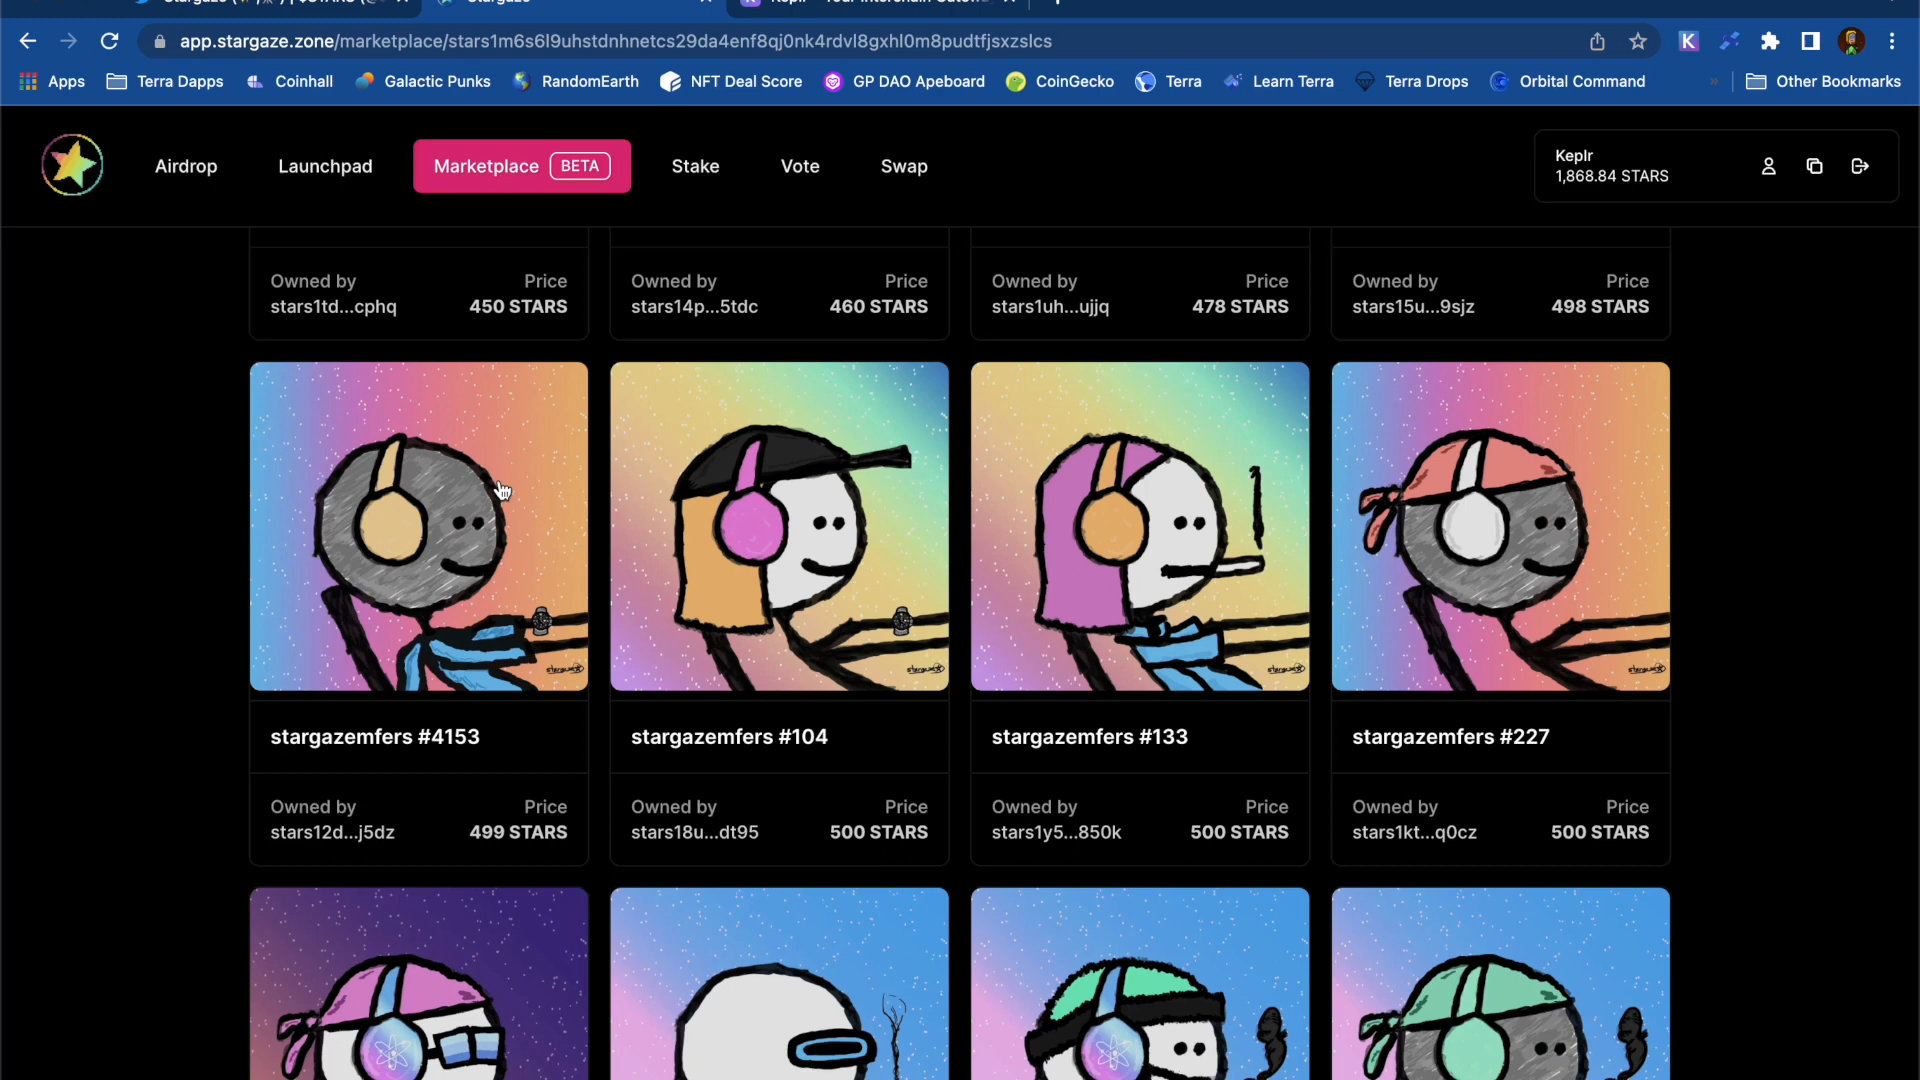 app.stargaze.zone/marketplace/stars1m6s6l9uhstdnhnetcs29da4enf8qj0nk4rdvl8gxhl0m8pudtfjsxzslcs
K
Apps Terra Dapps Coinhall Galactic Punks RandomEarth NFT Deal Score GP DAO Apeboard CoinGecko Terra Learn Terra Terra Drops Orbital Command » Other Bookmarks
Airdrop Launchpad Marketplace BETA Stake Vote Swap
Keplr
1,868.84 STARS
Owned by Price Owned by Price Owned by Price Owned by Price
stars1td...cphq 450 STARS stars14p...5tdc 460 STARS stars1uh...ujjq 478 STARS stars15u...9sjz 498 STARS
stargaze stargaze stargaze stargaze
stargazemfers #4153 stargazemfers #104 stargazemfers #133 stargazemfers #227
Owned by Price Owned by Price Owned by Price Owned by Price
stars12d...j5dz 499 STARS stars18u...dt95 500 STARS stars1y5...850k 500 STARS stars1kt...q0cz 500 STARS